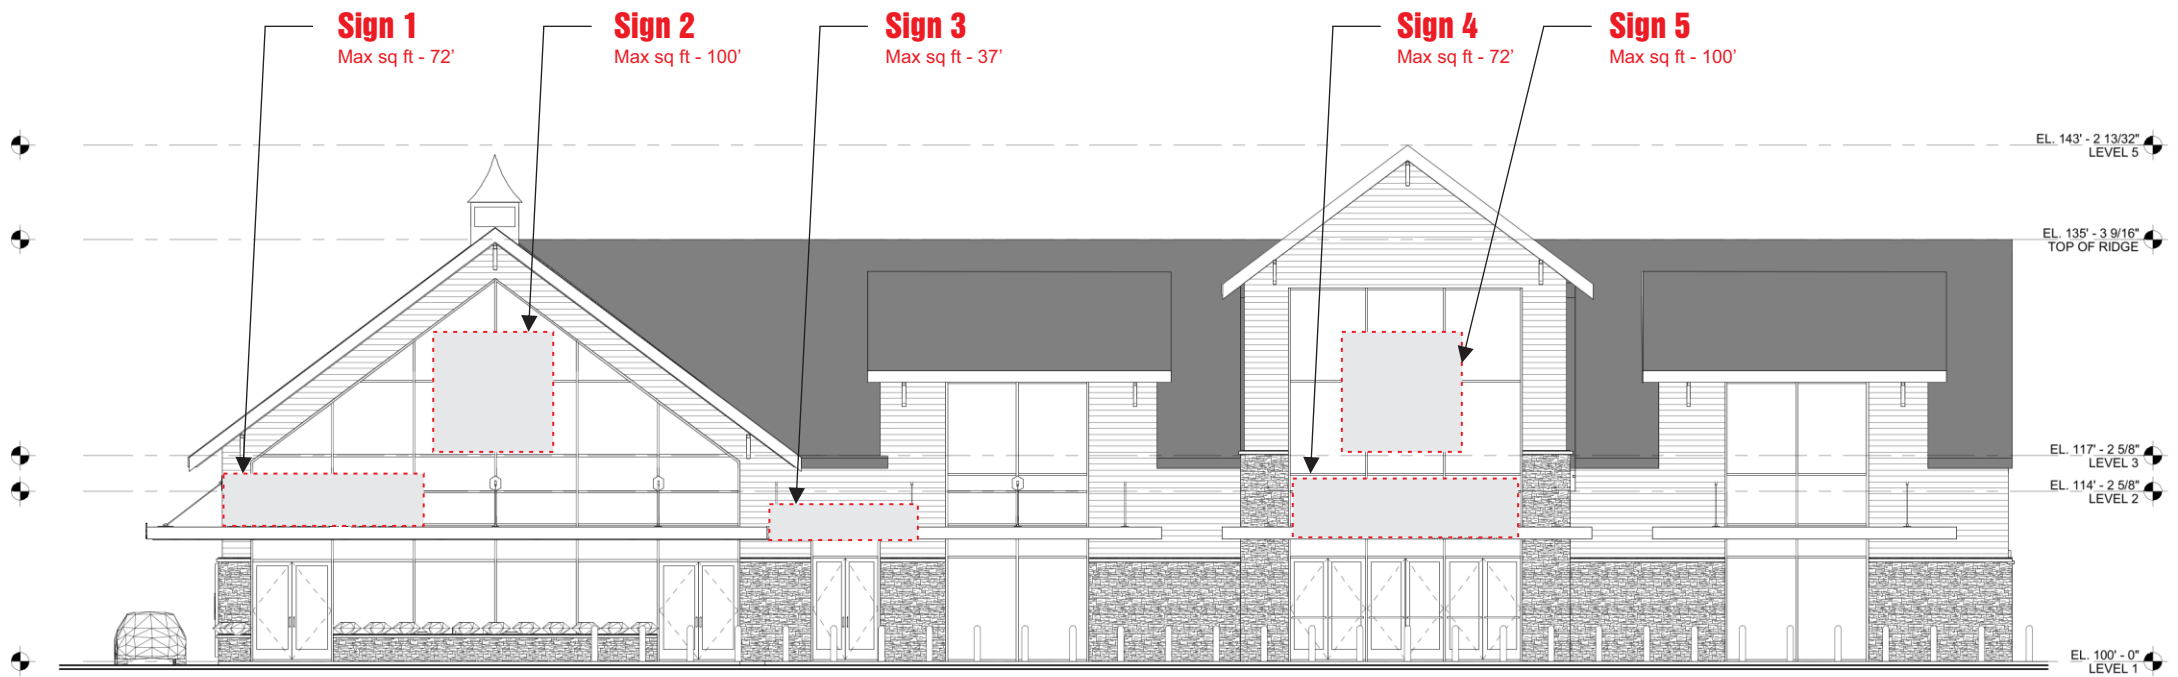 Sign 1
Max sq ft - 72’
Sign 2
Max sq ft - 100’
Sign 3
Max sq ft - 37’
Sign 4
Max sq ft - 72’
Sign 5
Max sq ft - 100’
EL. 143' - 2 13/32"
LEVEL 5
EL. 135' - 3 9/16"
TOP OF RIDGE
EL. 117' - 2 5/8"
LEVEL 3
EL. 114' - 2 5/8"
LEVEL 2
EL. 100' - 0"
LEVEL 1